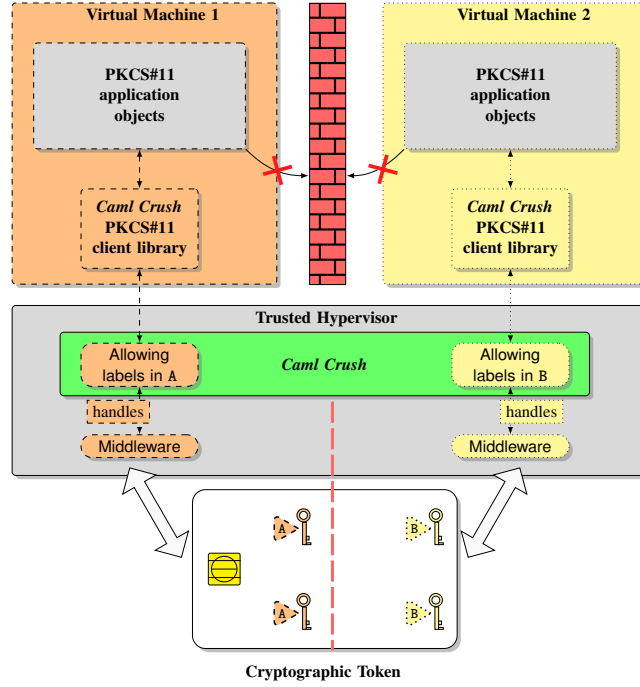 Virtual Machine 1
PKCS#11
application
objects
Caml Crush
PKCS#11
client library
Virtual Machine 2
PKCS#11
application
objects
Caml Crush
PKCS#11
client library
Trusted Hypervisor
Allowing
labels in A
Caml Crush
Allowing
labels in B
handles
handles
Middleware
Middleware
A
B
A
B
Cryptographic Token